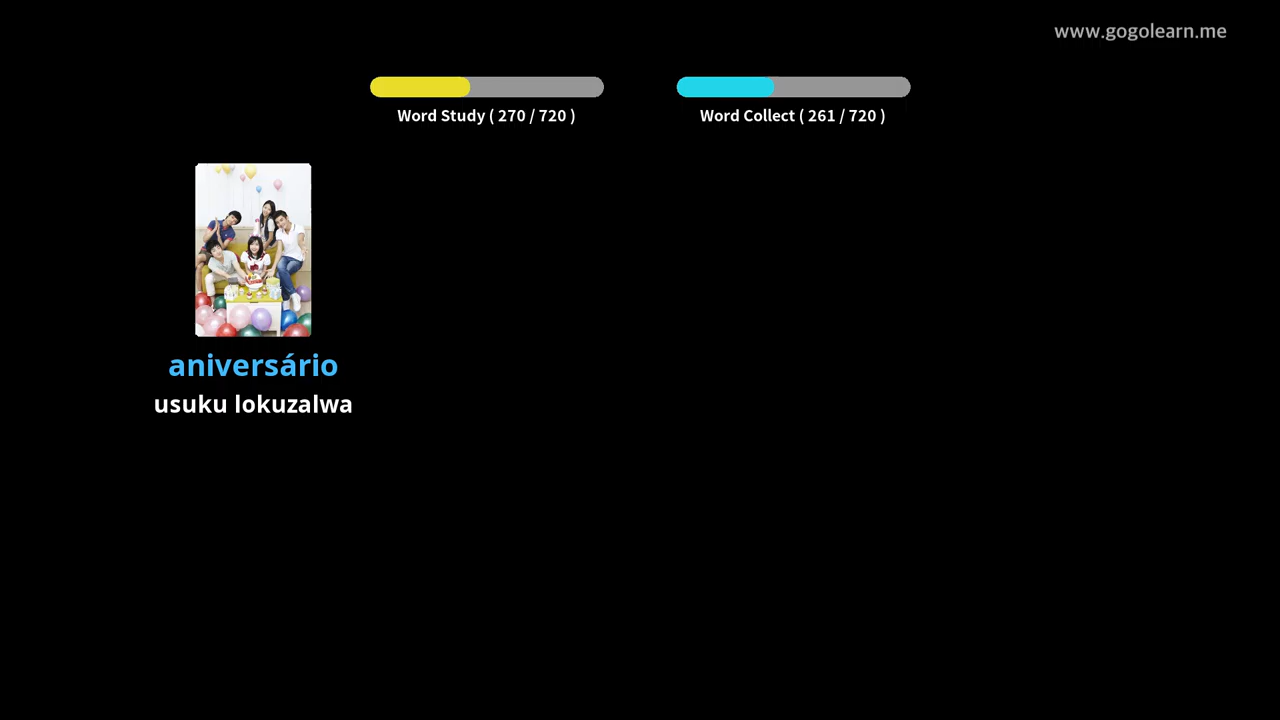 www.gogolearn.me
Word Study ( 270 / 720 )
Word Collect ( 261 / 720 )
aniversário
usuku lokuzalwa